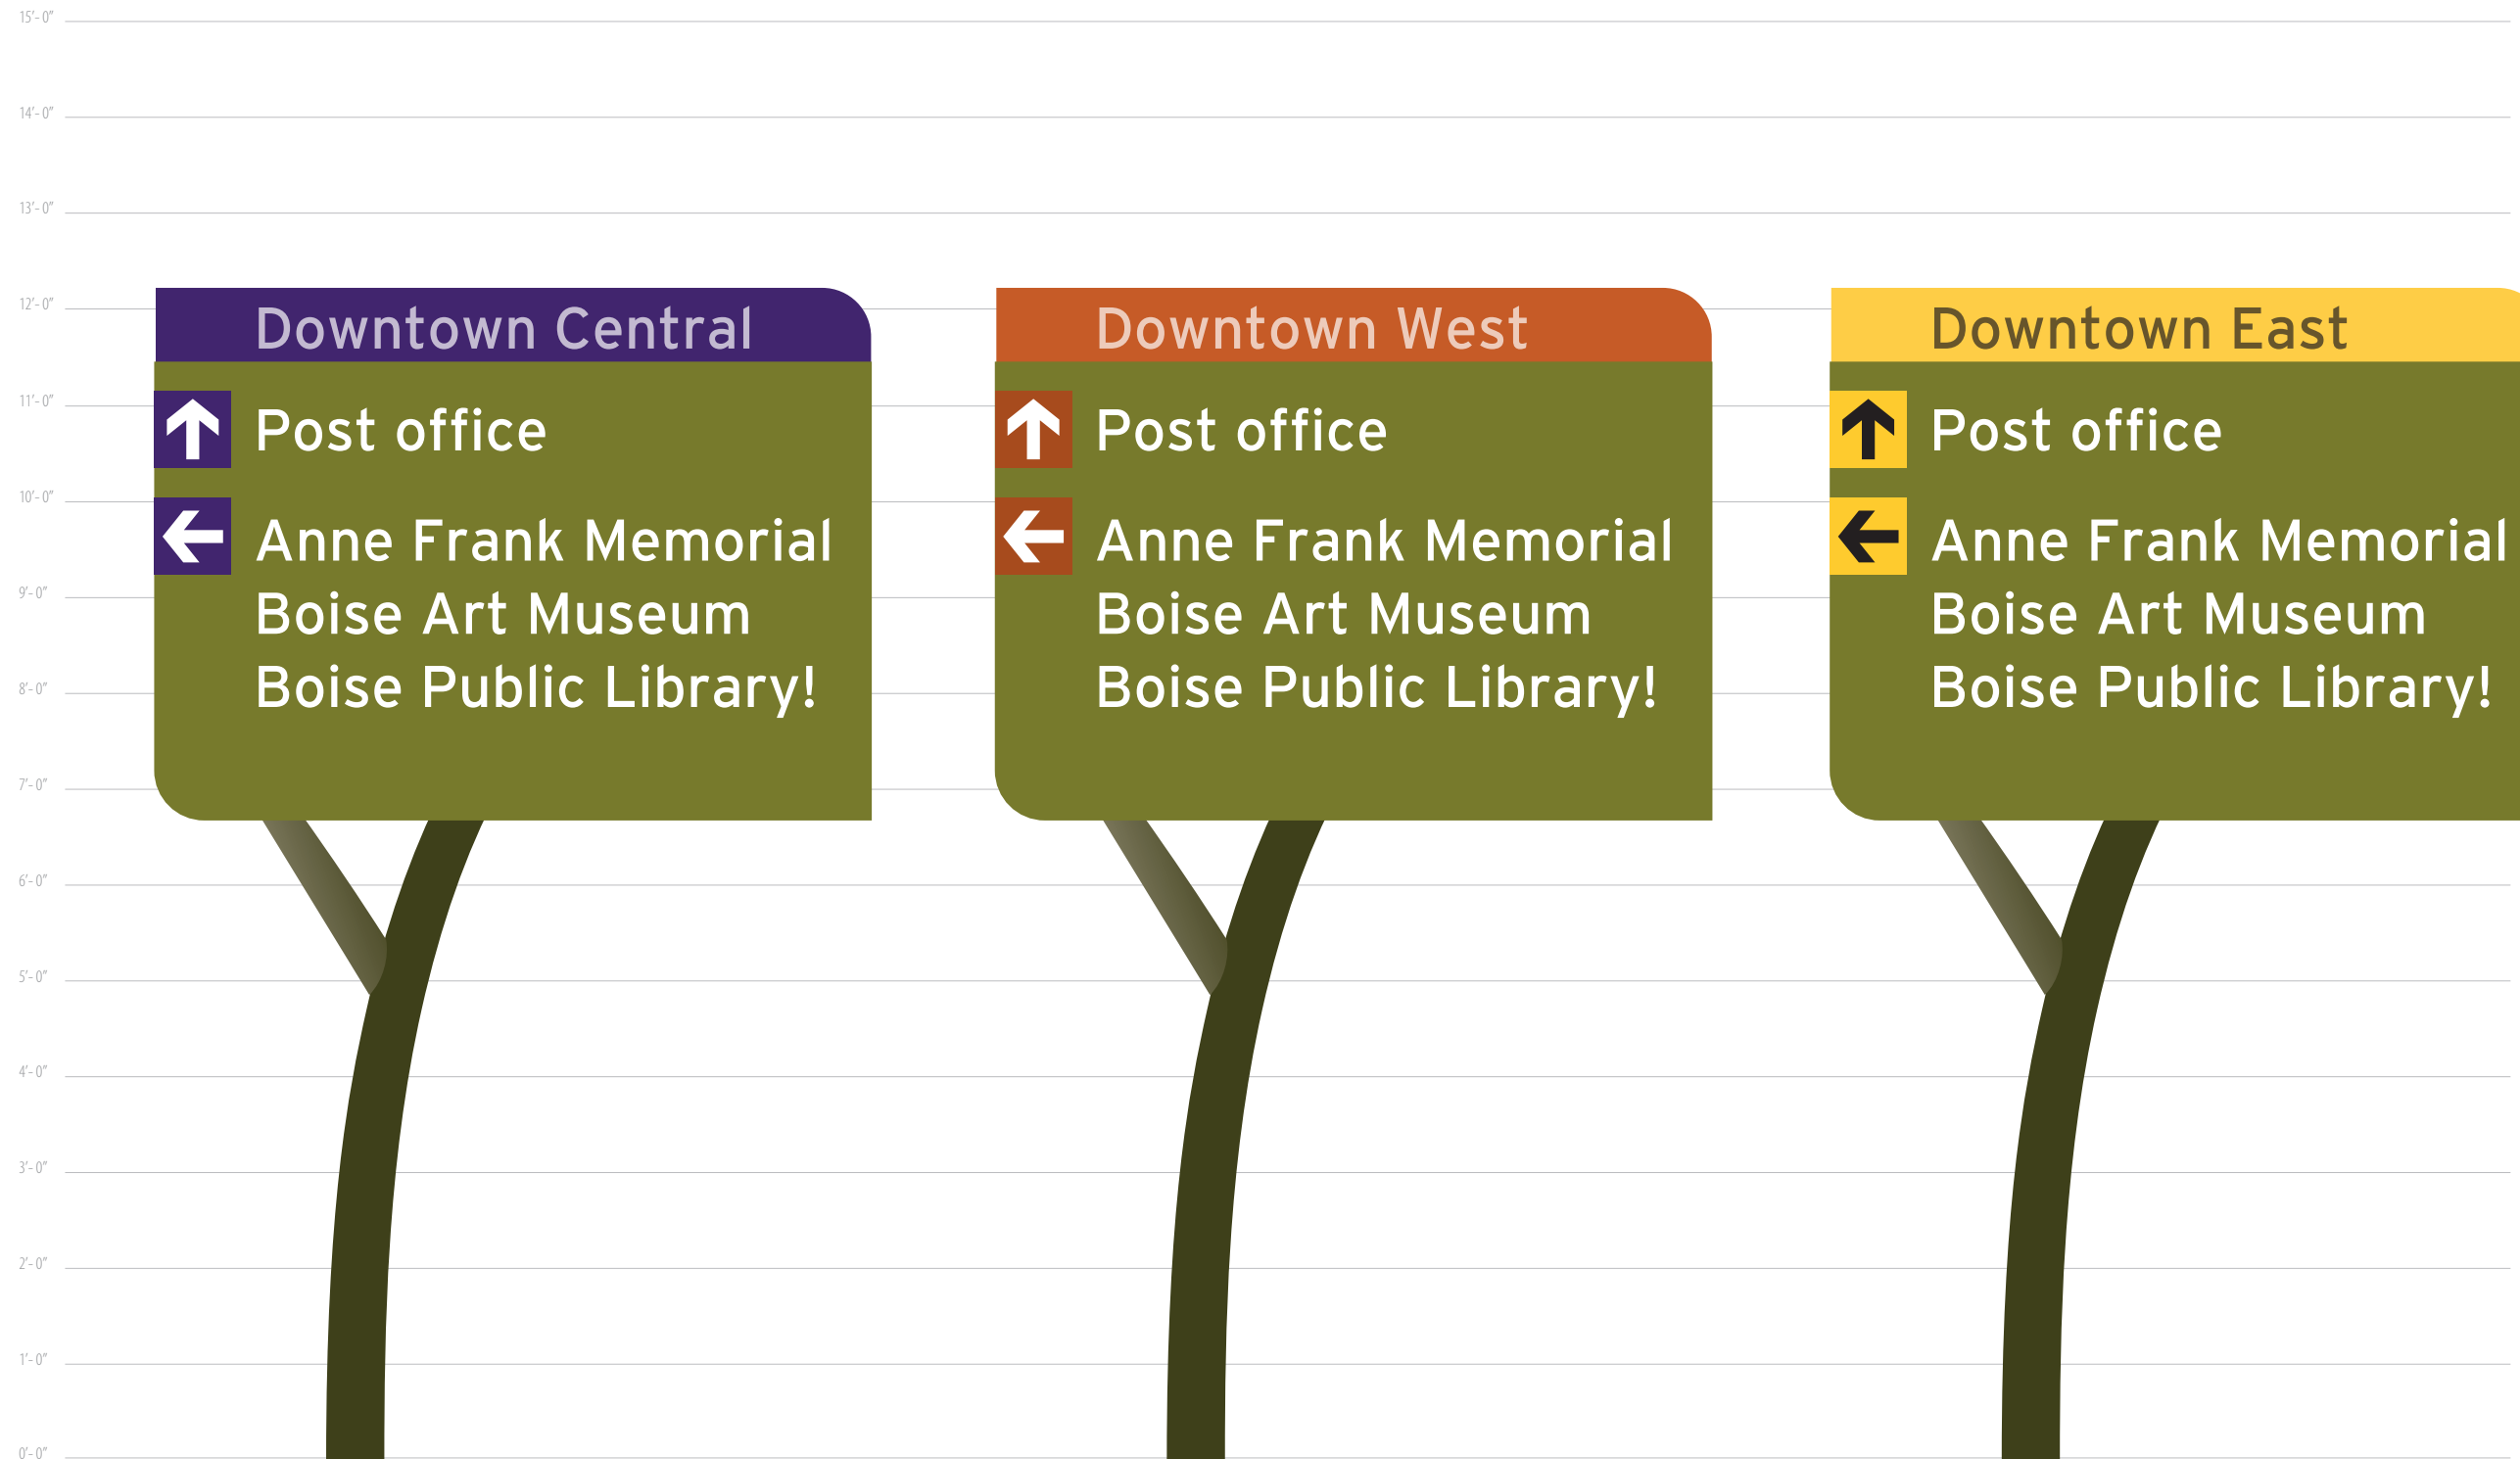 15'- 0"
14'- 0"
13'- 0"
12'- 0"
11'- 0"
10'- 0"
9'- 0"
8'- 0"
7'- 0"
6'- 0"
5'- 0"
4'- 0"
3'- 0"
2'- 0"
1'- 0"
0'- 0"
Downtown Central
Post office
Anne Frank Memorial
Boise Art Museum
Boise Public Library!
Downtown West
Post office
Anne Frank Memorial
Boise Art Museum
Boise Public Library!
Downtown East
Post office
Anne Frank Memorial
Boise Art Museum
Boise Public Library!